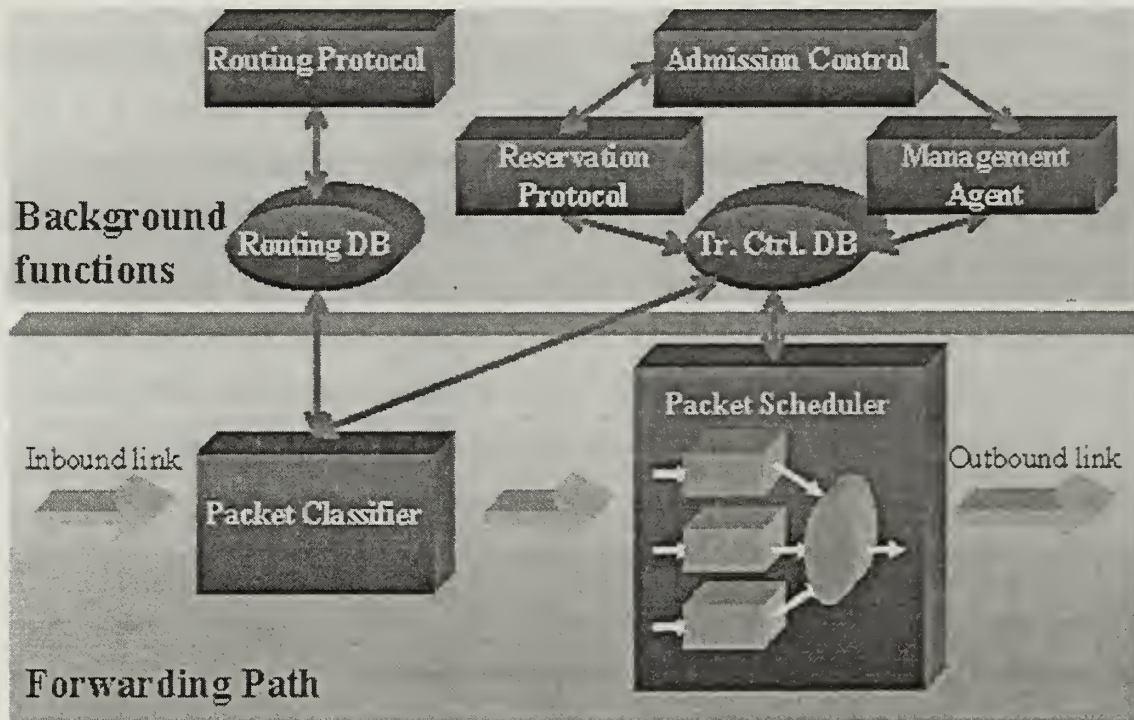 Routing Protocol
Admission Control
Reservation
Protocol
Management
Agent
Background
functions
Routing DB
Tr. Ctrl. DB
Packet Scheduler
Inbound link
Outbound link
Packet Classifier
Forwarding Path